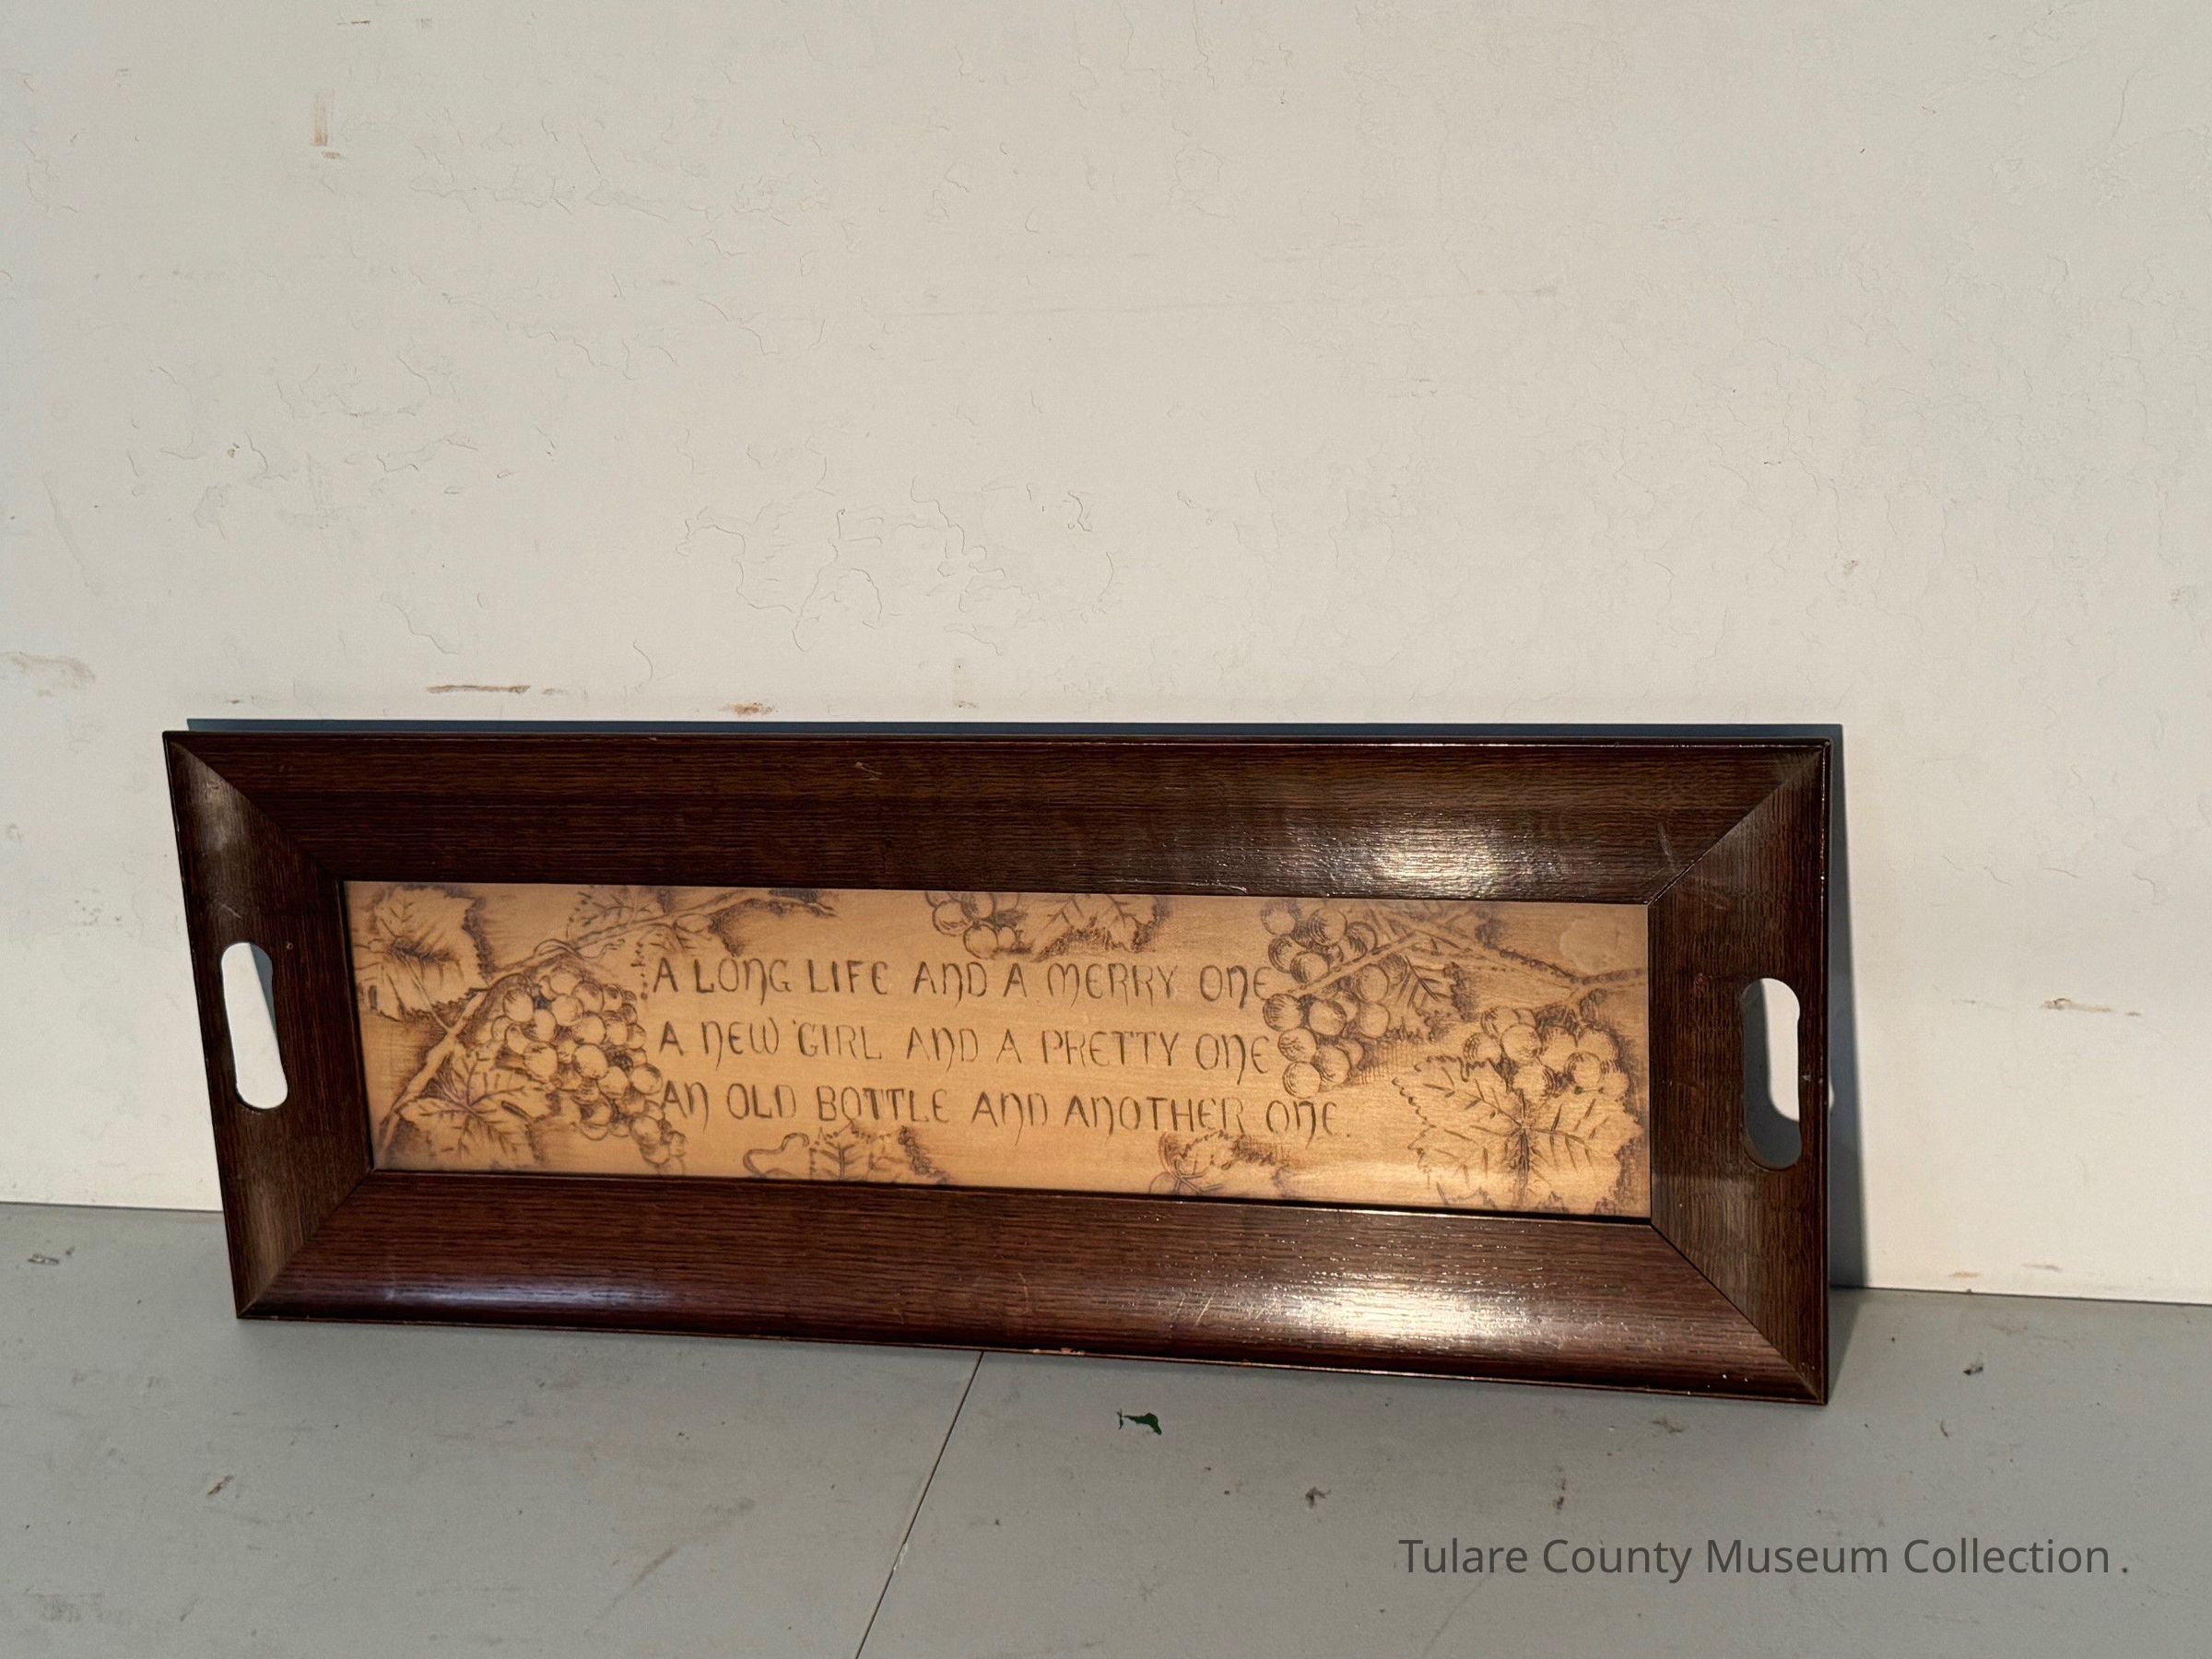 A LONG LIFE AND A MERRY ONE
A NEW GIRL AND A PRETTY ONE
AN OLD BOTTLE AND ANOTHER ONE.
Tulare County Museum Collection .